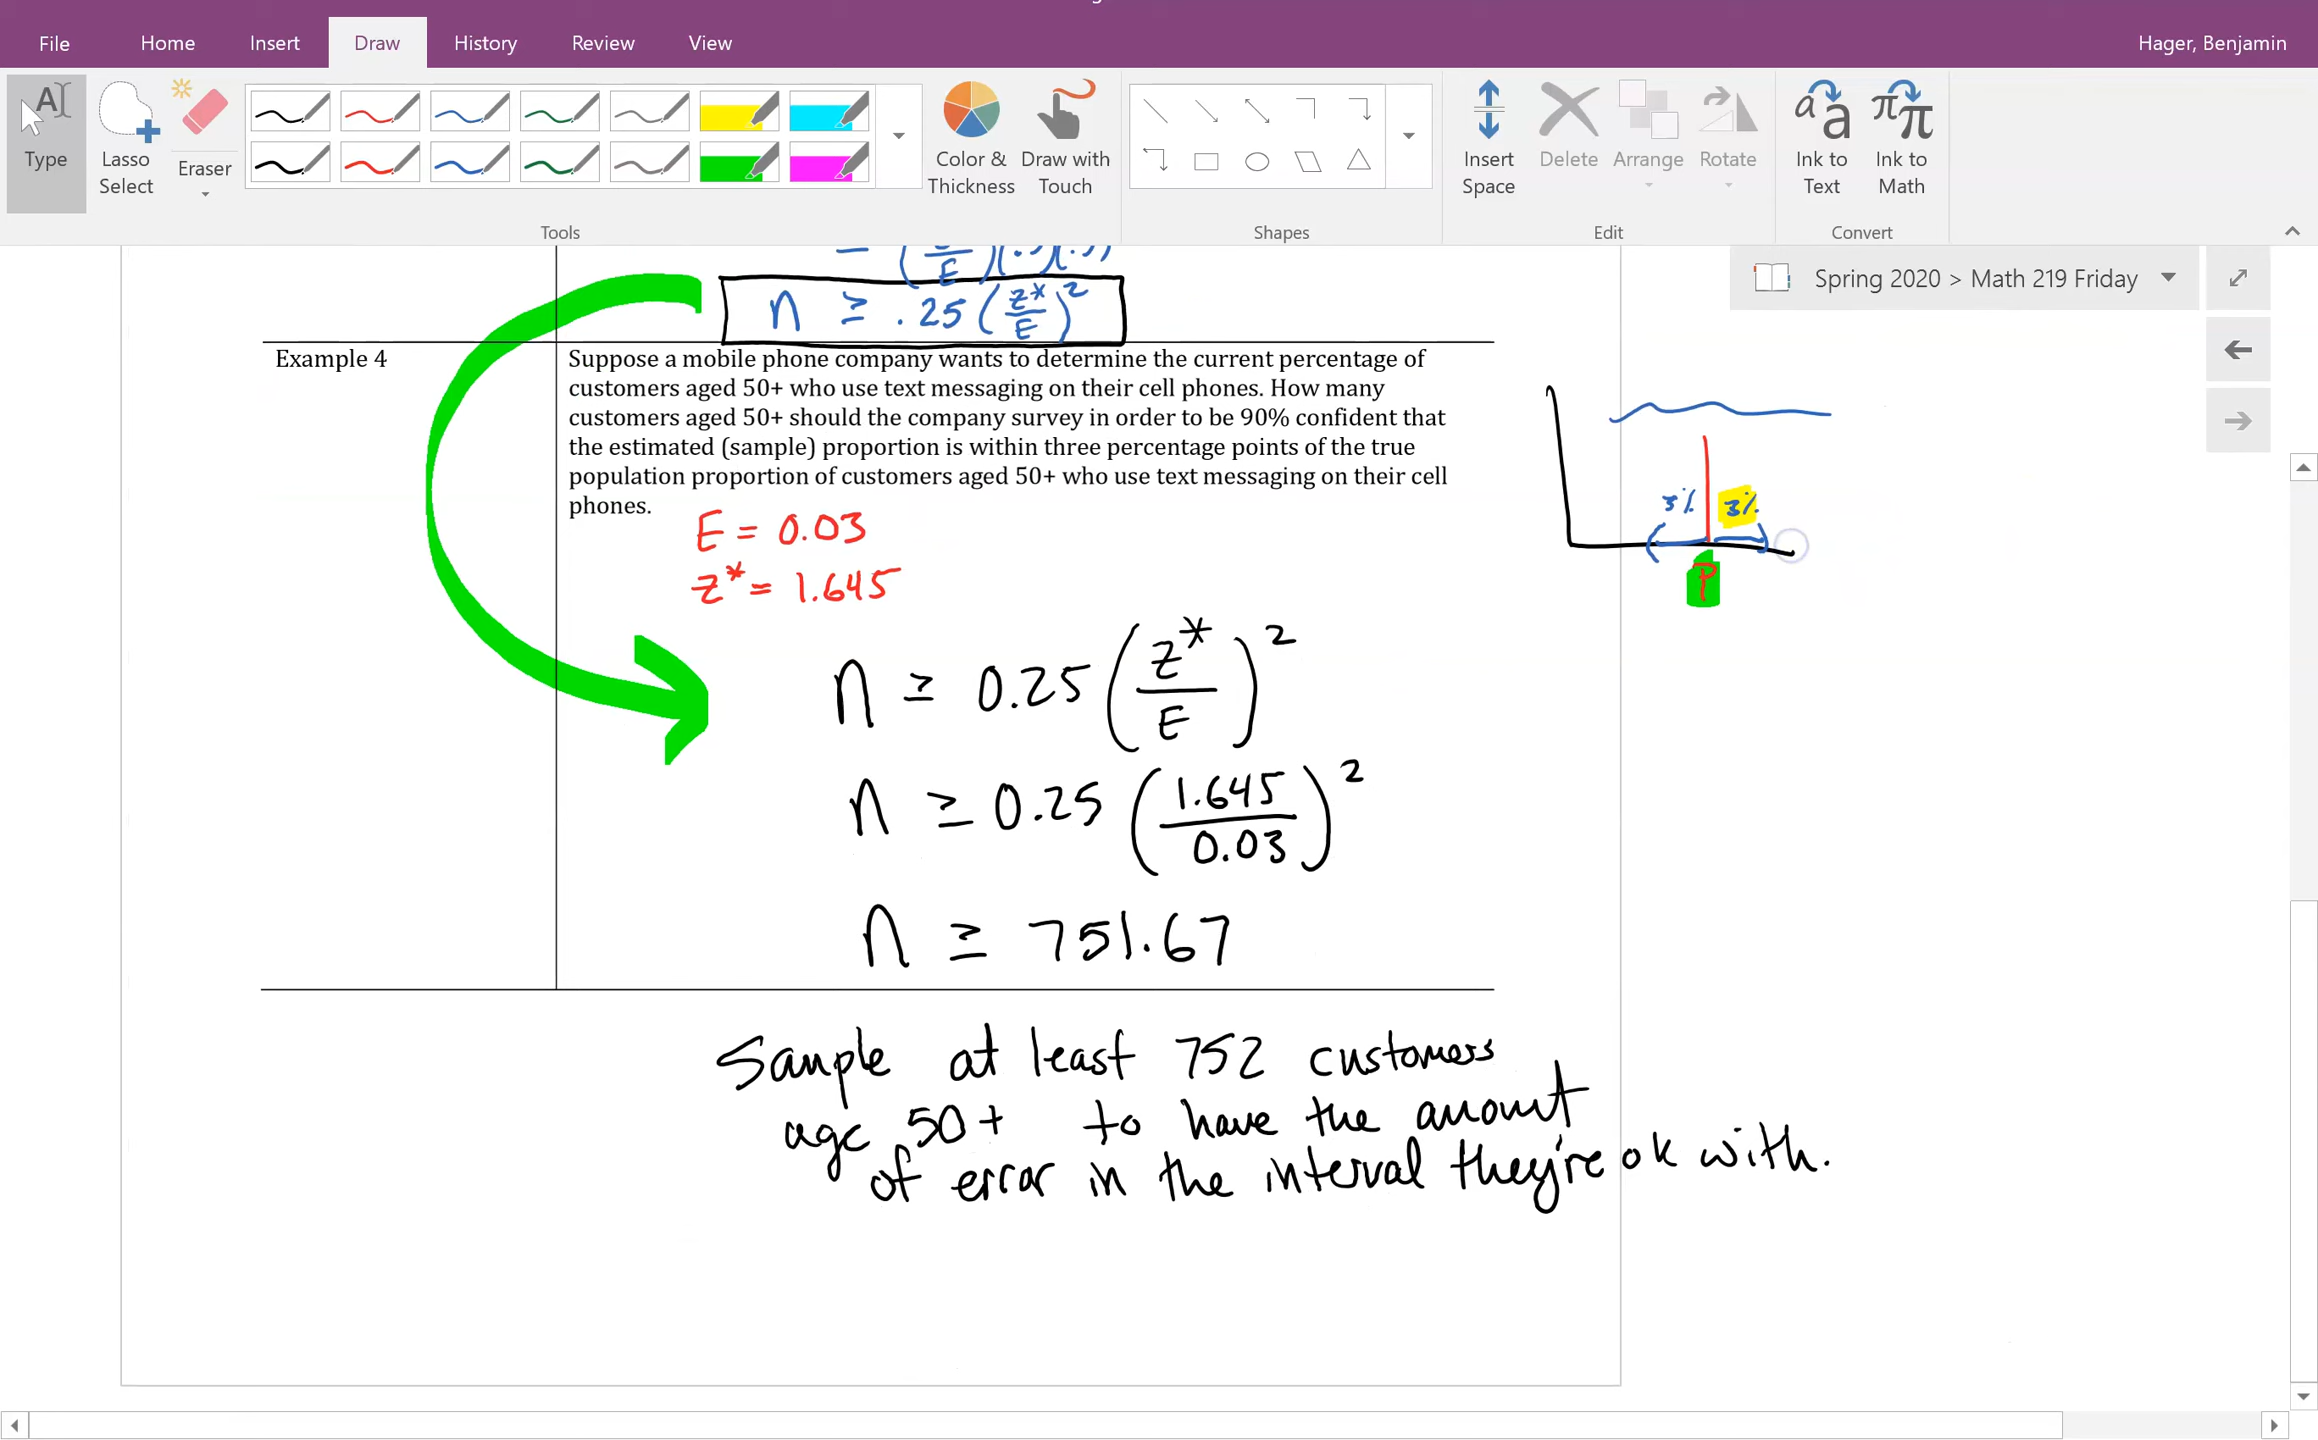 File Home Insert Draw History Review View Hager, Benjamin
Type
Lasso Select
Eraser
Color & Thickness
Draw with Touch
Insert Space
Delete
Arrange
Rotate
Ink to Text
Ink to Math
Tools Shapes Edit Convert
Spring 2020 > Math 219 Friday
n ≥ .25 (z*/E)²
Example 4
Suppose a mobile phone company wants to determine the current percentage of
customers aged 50+ who use text messaging on their cell phones. How many
customers aged 50+ should the company survey in order to be 90% confident that
the estimated (sample) proportion is within three percentage points of the true
population proportion of customers aged 50+ who use text messaging on their cell
phones.
E = 0.03
z* = 1.645
3% 3%
P
n ≥ 0.25 (z*/E)²
n ≥ 0.25 (1.645/0.03)²
n ≥ 751.67
Sample at least 752 customers
age 50+ to have the amount
of error in the interval they're ok with.